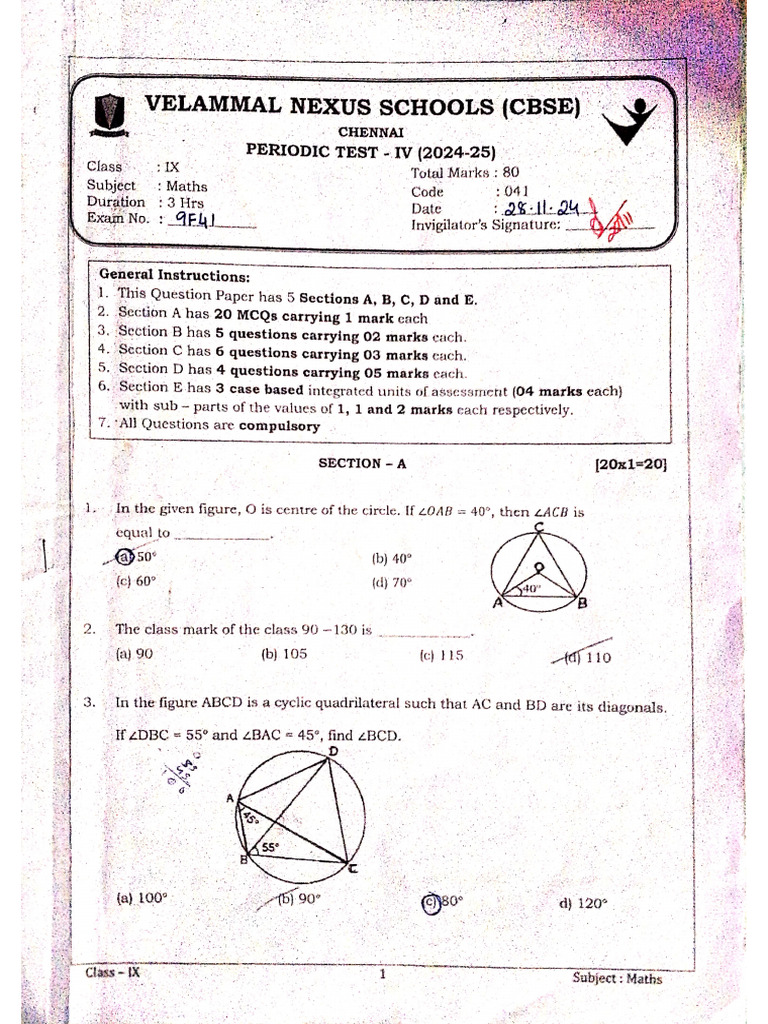 VELAMMAL NEXUS SCHOOLS (CBSE)
CHENNAI
PERIODIC TEST - IV (2024-25)
Class : IX
Total Marks : 80
Subject : Maths
Code : 041
Duration : 3 Hrs
Date : 28.11.24
Exam No. : 9F41
Invigilator's Signature:
General Instructions:
1. This Question Paper has 5 Sections A, B, C, D and E.
2. Section A has 20 MCQs carrying 1 mark each
3. Section B has 5 questions carrying 02 marks each.
4. Section C has 6 questions carrying 03 marks each.
5. Section D has 4 questions carrying 05 marks each.
6. Section E has 3 case based integrated units of assessment (04 marks each)
with sub – parts of the values of 1, 1 and 2 marks each respectively.
7. All Questions are compulsory
SECTION – A [20x1=20]
1. In the given figure, O is centre of the circle. If ∠OAB = 40°, then ∠ACB is
equal to ____________.
(a) 50° (b) 40°
(c) 60° (d) 70°
C
O
40°
A B
2. The class mark of the class 90 –130 is ____________.
(a) 90 (b) 105 (c) 115 (d) 110
3. In the figure ABCD is a cyclic quadrilateral such that AC and BD are its diagonals.
If ∠DBC = 55° and ∠BAC = 45°, find ∠BCD.
D
A
45°
55°
B
C
(a) 100° (b) 90° (c) 80° d) 120°
Class – IX 1 Subject : Maths